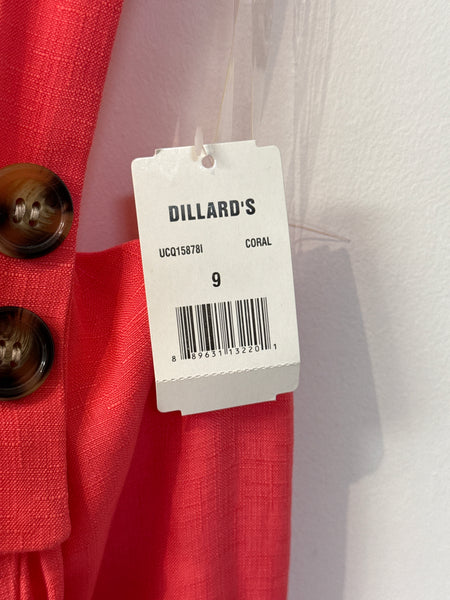 DILLARD'S
UCQ15878I CORAL
9
8 89631 13220 1